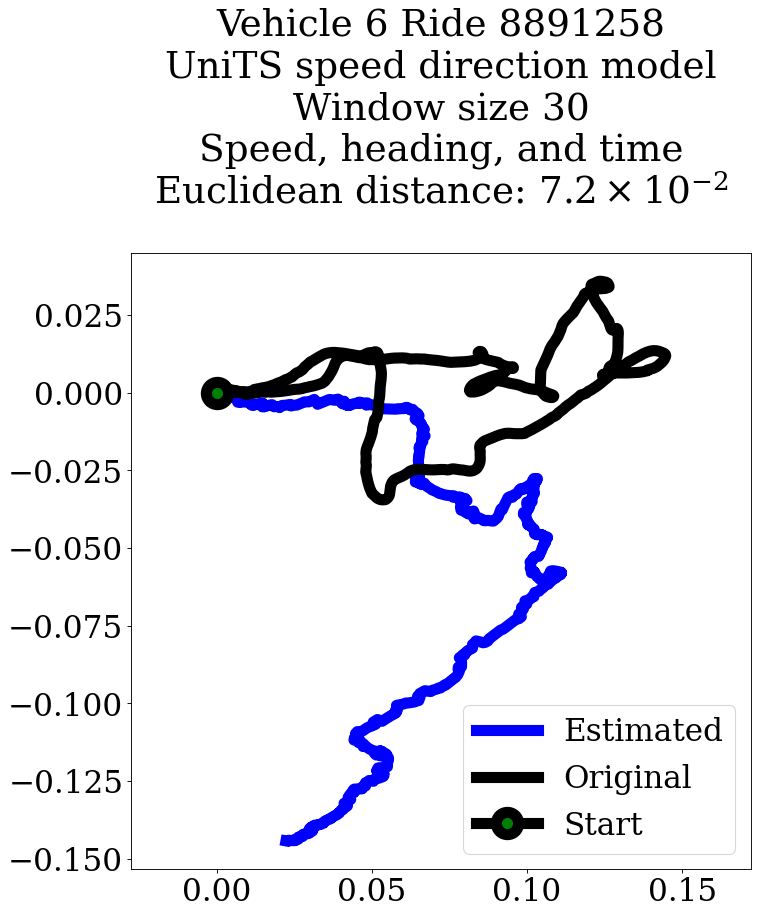 Vehicle 6 Ride 8891258
UniTS speed direction model
Window size 30
Speed, heading, and time
Euclidean distance: 7.2 × 10⁻²
0.025
0.000
−0.025
−0.050
−0.075
−0.100
−0.125
−0.150
Estimated
Original
Start
0.00 0.05 0.10 0.15